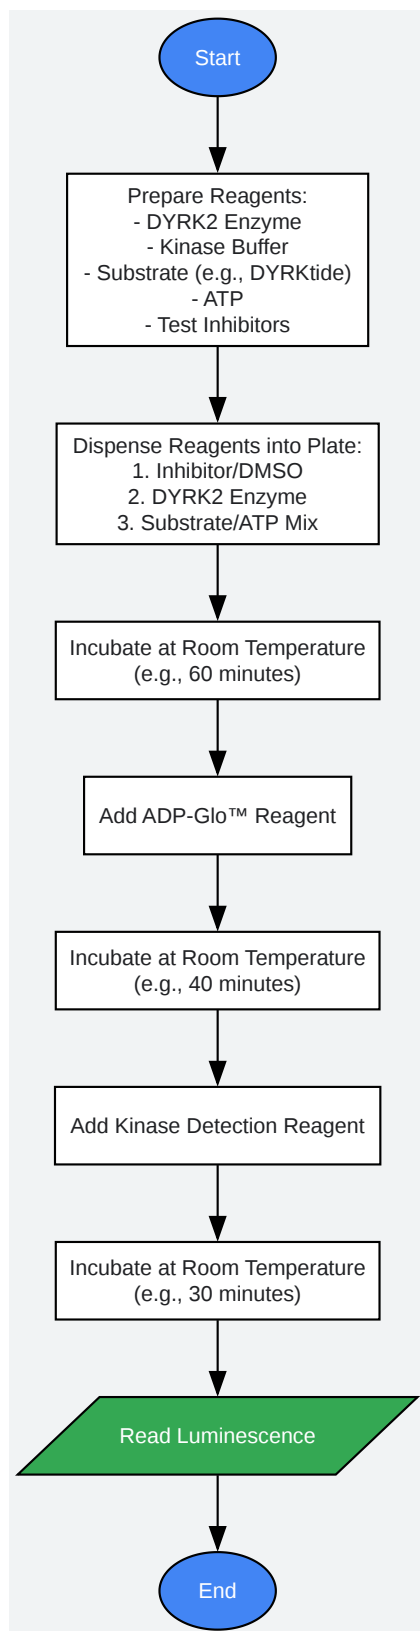 Start
Prepare Reagents:
- DYRK2 Enzyme
- Kinase Buffer
- Substrate (e.g., DYRKtide)
- ATP
- Test Inhibitors
Dispense Reagents into Plate:
1. Inhibitor/DMSO
2. DYRK2 Enzyme
3. Substrate/ATP Mix
Incubate at Room Temperature
(e.g., 60 minutes)
Add ADP-Glo™ Reagent
Incubate at Room Temperature
(e.g., 40 minutes)
Add Kinase Detection Reagent
Incubate at Room Temperature
(e.g., 30 minutes)
Read Luminescence
End